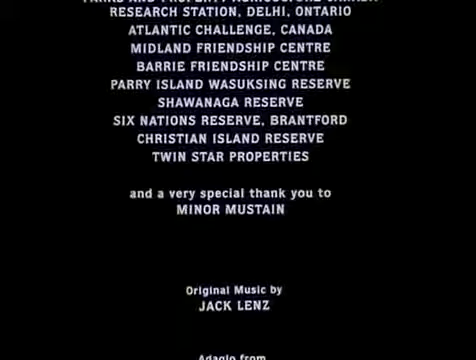 RESEARCH STATION, DELHI, ONTARIO
ATLANTIC CHALLENGE, CANADA
MIDLAND FRIENDSHIP CENTRE
BARRIE FRIENDSHIP CENTRE
PARRY ISLAND WASUKSING RESERVE
SHAWANAGA RESERVE
SIX NATIONS RESERVE, BRANTFORD
CHRISTIAN ISLAND RESERVE
TWIN STAR PROPERTIES
and a very special thank you to
MINOR MUSTAIN
Original Music by
JACK LENZ
Adagio from